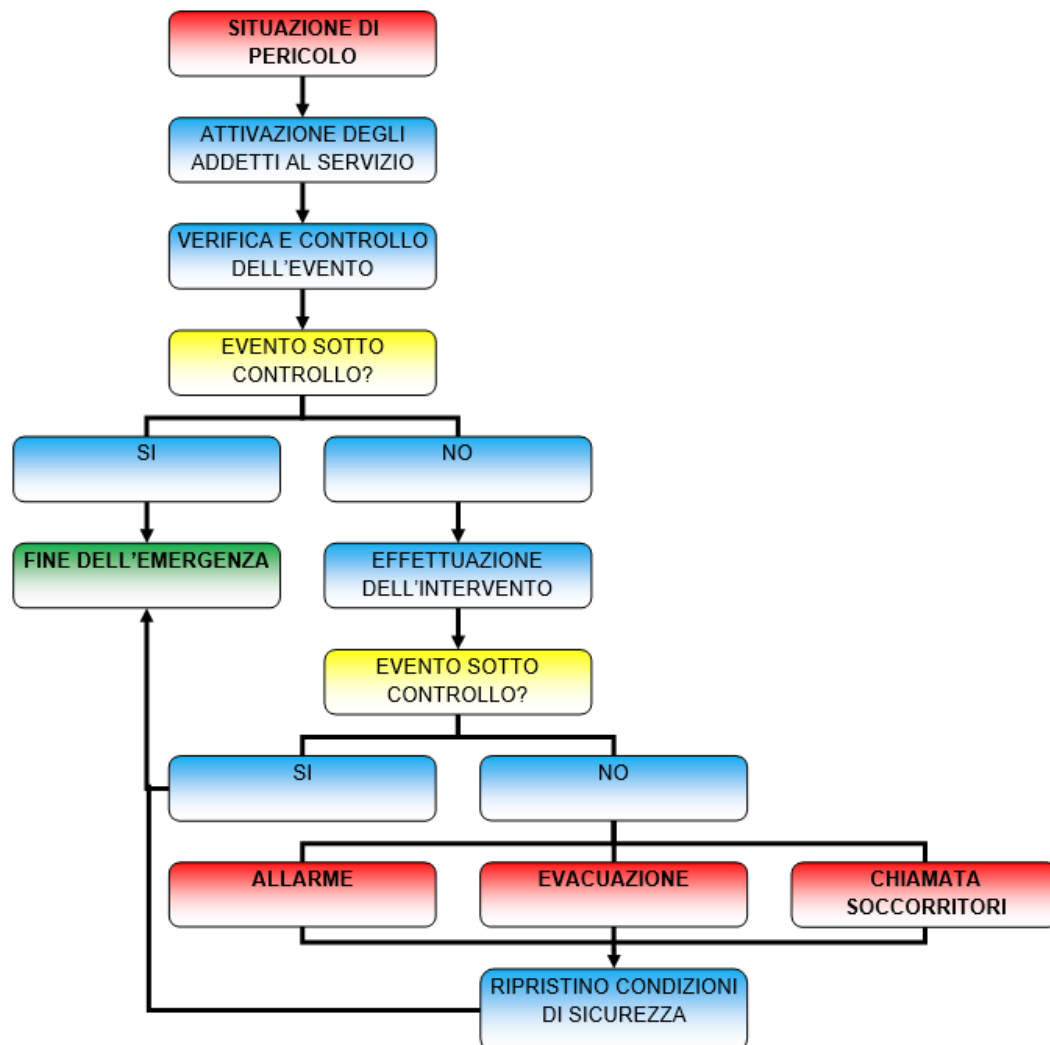 SITUAZIONE DI
PERICOLO
ATTIVAZIONE DEGLI
ADDETTI AL SERVIZIO
VERIFICA E CONTROLLO
DELL'EVENTO
EVENTO SOTTO
CONTROLLO?
SI
NO
FINE DELL'EMERGENZA
EFFETTUAZIONE
DELL'INTERVENTO
EVENTO SOTTO
CONTROLLO?
SI
NO
ALLARME
EVACUAZIONE
CHIAMATA
SOCCORRITORI
RIPRISTINO CONDIZIONI
DI SICUREZZA